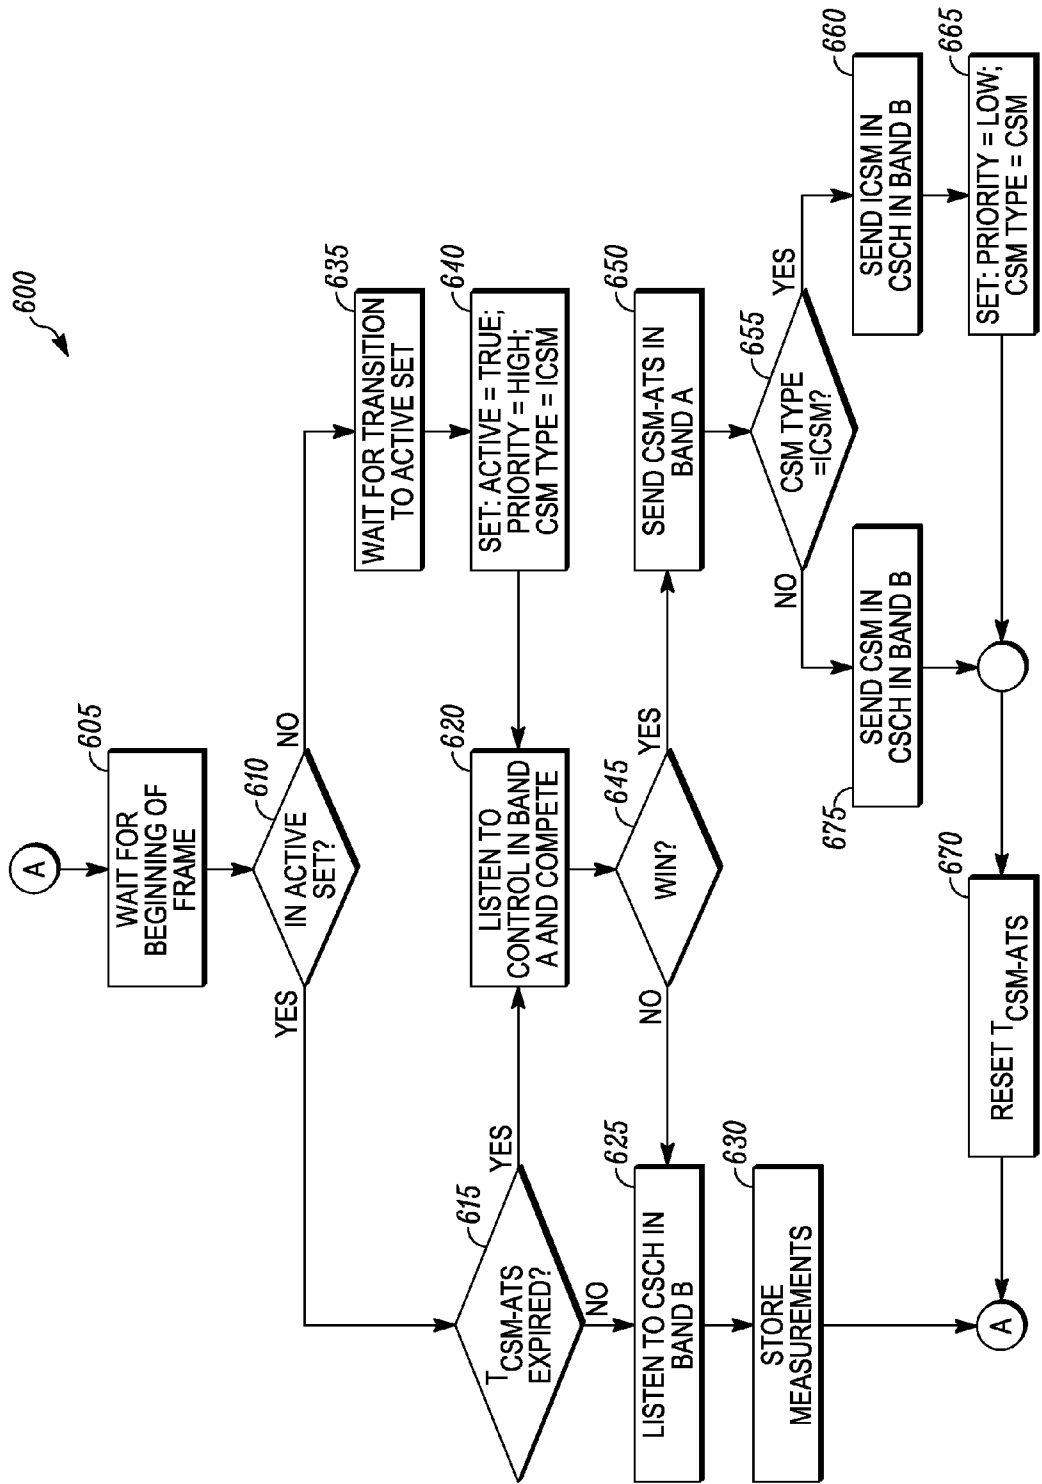 600
A
WAIT FOR
BEGINNING OF
FRAME
605
IN ACTIVE
SET?
610
YES
NO
WAIT FOR TRANSITION
TO ACTIVE SET
635
SET: ACTIVE = TRUE;
PRIORITY = HIGH;
CSM TYPE = ICSM
640
TCSM-ATS
EXPIRED?
615
YES
NO
LISTEN TO
CONTROL IN BAND
A AND COMPETE
620
WIN?
645
NO
YES
LISTEN TO CSCH IN
BAND B
625
STORE
MEASUREMENTS
630
SEND CSM-ATS IN
BAND A
650
CSM TYPE
=ICSM?
655
NO
YES
SEND CSM IN
CSCH IN BAND B
675
SEND ICSM IN
CSCH IN BAND B
660
SET: PRIORITY = LOW;
CSM TYPE = CSM
665
RESET TCSM-ATS
670
A